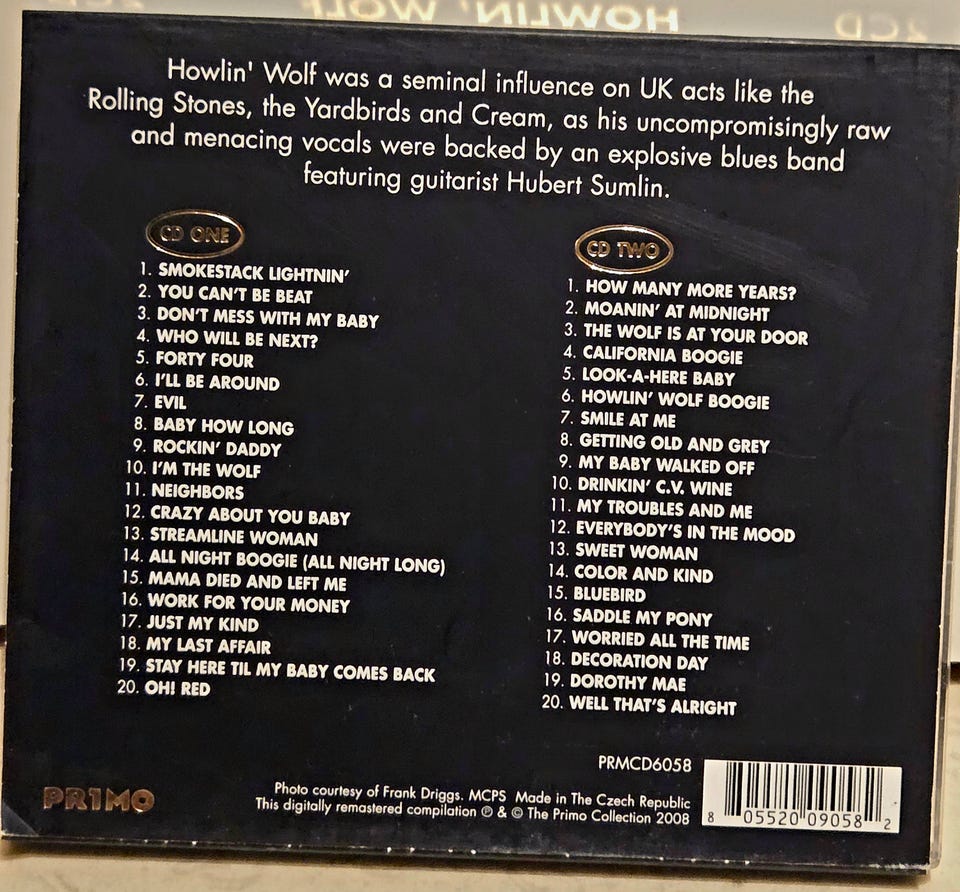 2CD HOWLIN' WOLF 2CD
Howlin' Wolf was a seminal influence on UK acts like the
Rolling Stones, the Yardbirds and Cream, as his uncompromisingly raw
and menacing vocals were backed by an explosive blues band
featuring guitarist Hubert Sumlin.
CD ONE
1. SMOKESTACK LIGHTNIN'
2. YOU CAN'T BE BEAT
3. DON'T MESS WITH MY BABY
4. WHO WILL BE NEXT?
5. FORTY FOUR
6. I'LL BE AROUND
7. EVIL
8. BABY HOW LONG
9. ROCKIN' DADDY
10. I'M THE WOLF
11. NEIGHBORS
12. CRAZY ABOUT YOU BABY
13. STREAMLINE WOMAN
14. ALL NIGHT BOOGIE (ALL NIGHT LONG)
15. MAMA DIED AND LEFT ME
16. WORK FOR YOUR MONEY
17. JUST MY KIND
18. MY LAST AFFAIR
19. STAY HERE TIL MY BABY COMES BACK
20. OH! RED
CD TWO
1. HOW MANY MORE YEARS?
2. MOANIN' AT MIDNIGHT
3. THE WOLF IS AT YOUR DOOR
4. CALIFORNIA BOOGIE
5. LOOK-A-HERE BABY
6. HOWLIN' WOLF BOOGIE
7. SMILE AT ME
8. GETTING OLD AND GREY
9. MY BABY WALKED OFF
10. DRINKIN' C.V. WINE
11. MY TROUBLES AND ME
12. EVERYBODY'S IN THE MOOD
13. SWEET WOMAN
14. COLOR AND KIND
15. BLUEBIRD
16. SADDLE MY PONY
17. WORRIED ALL THE TIME
18. DECORATION DAY
19. DOROTHY MAE
20. WELL THAT'S ALRIGHT
PRMCD6058
PR1MO
Photo courtesy of Frank Driggs. MCPS Made in The Czech Republic
This digitally remastered compilation ℗ & © The Primo Collection 2008
8 05520 09058 2